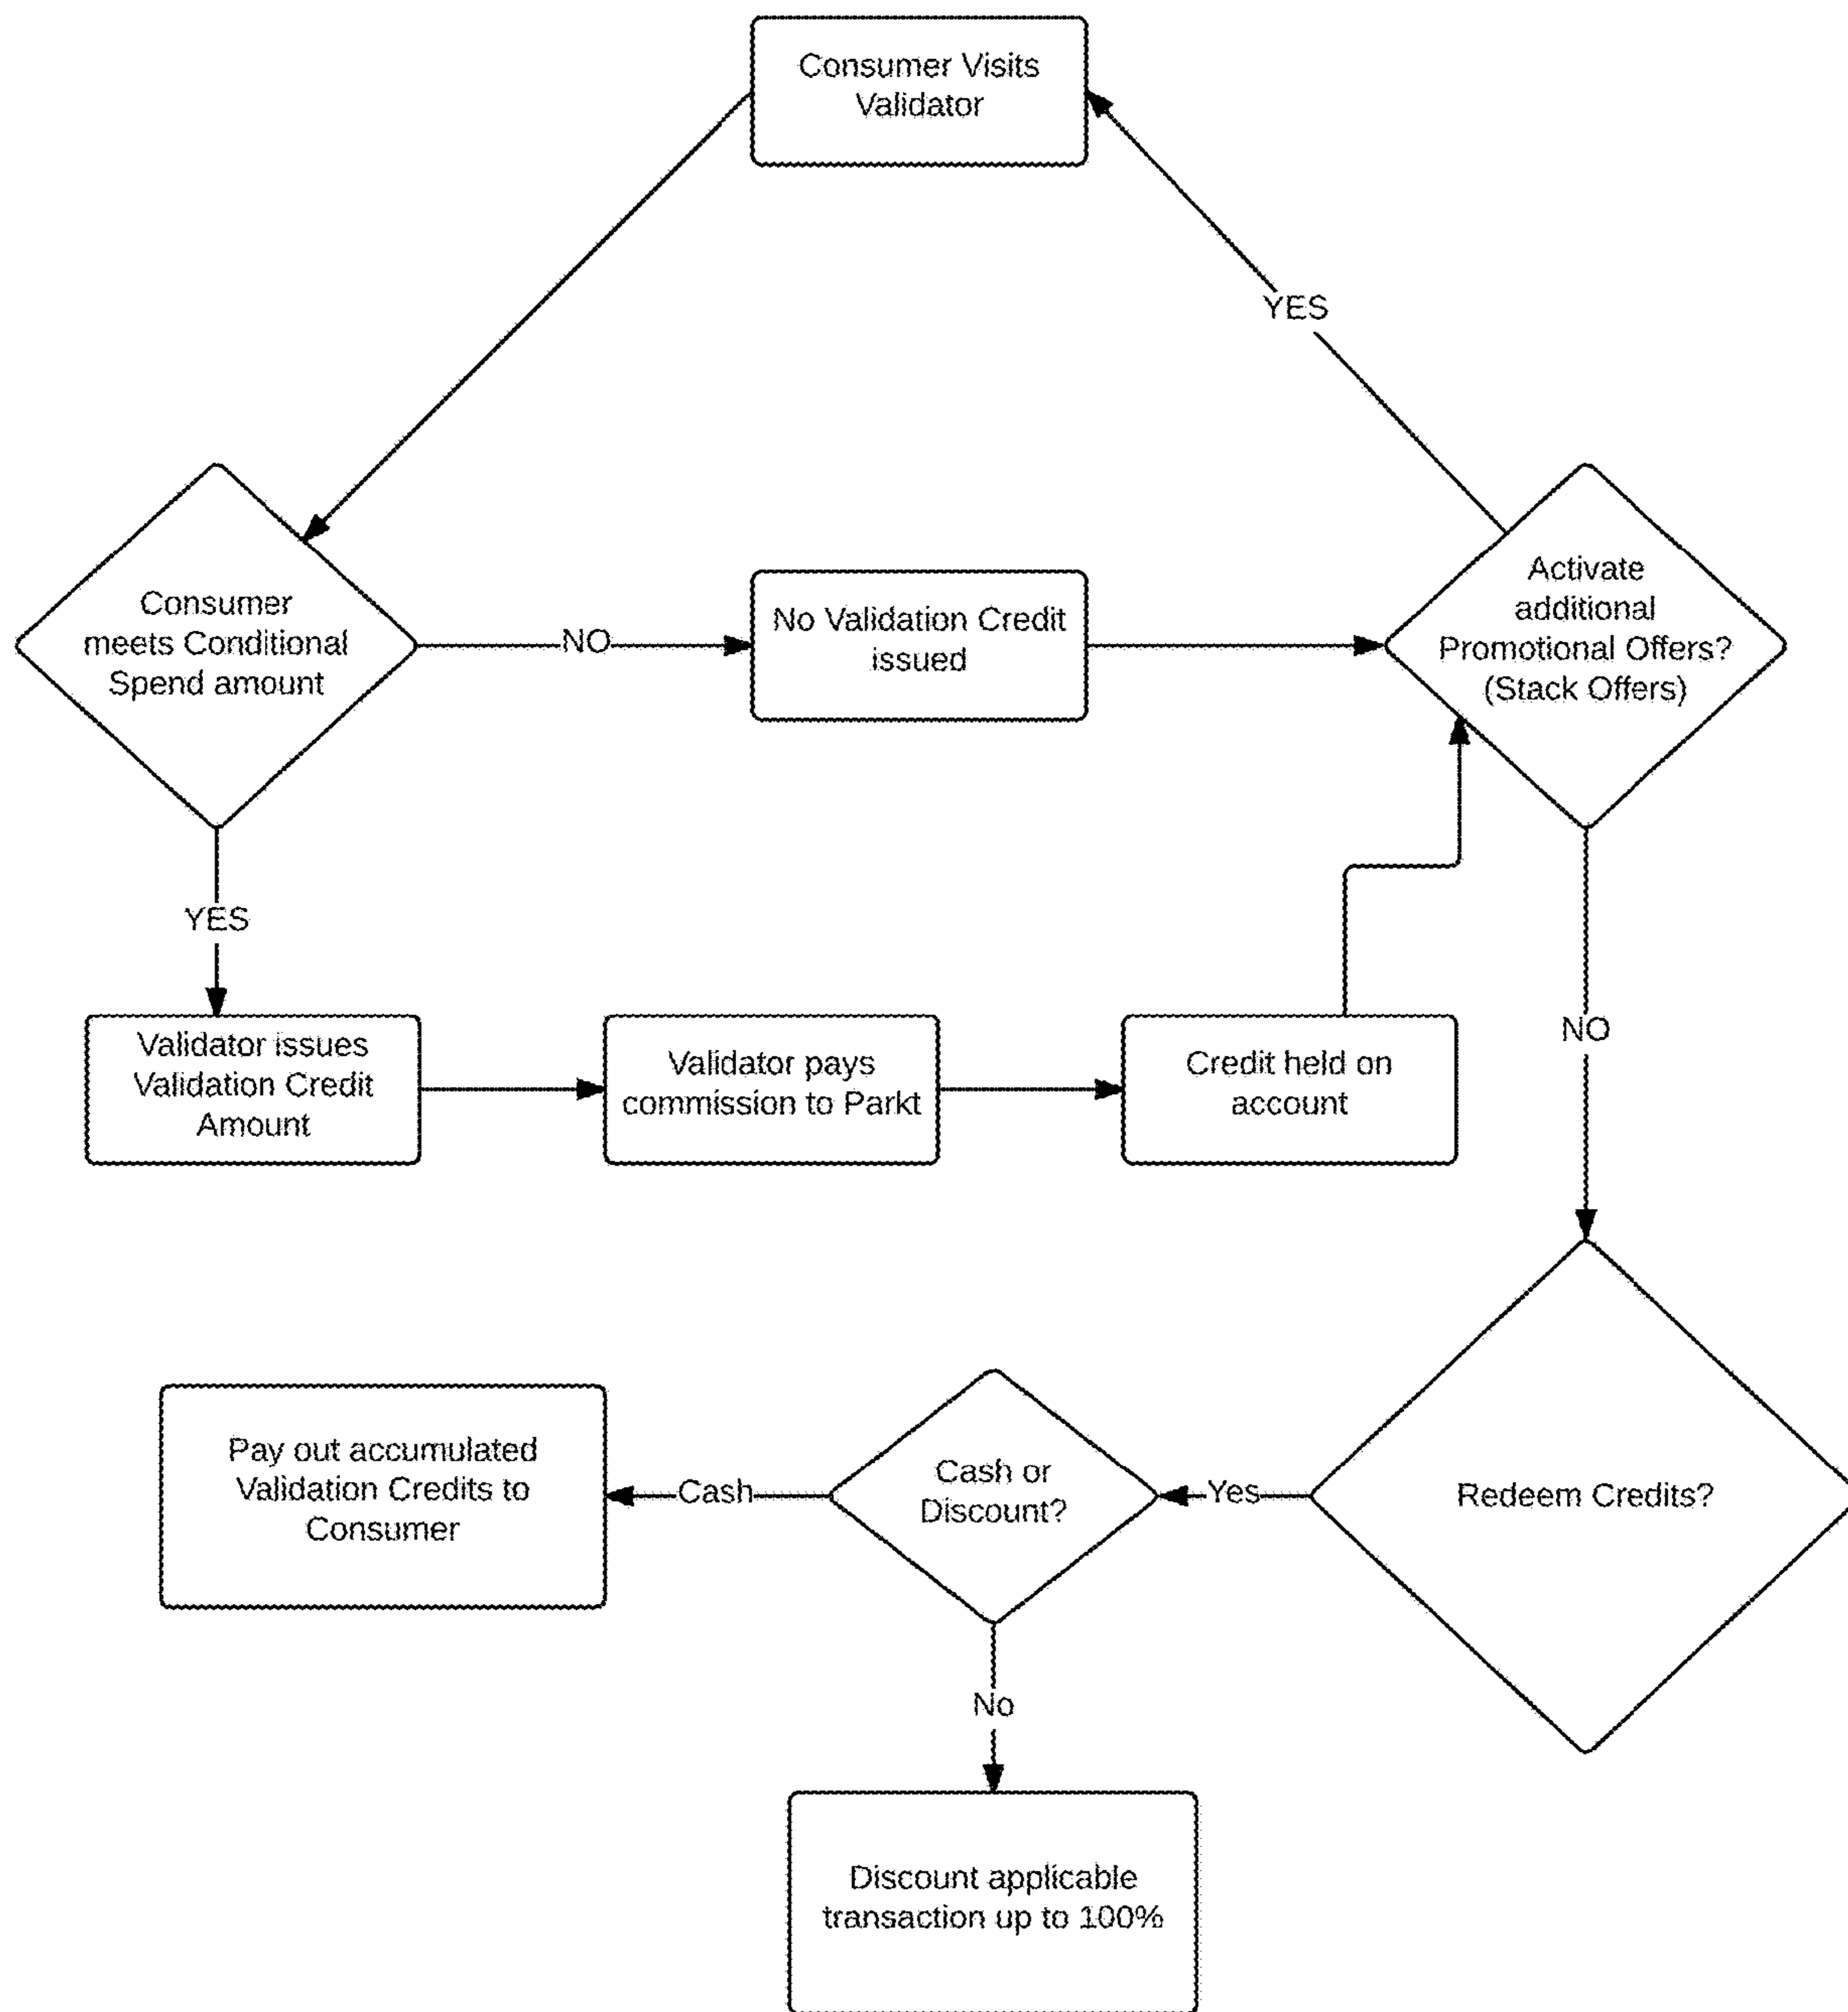 Consumer Visits
Validator
YES
Consumer
meets Conditional
Spend amount
NO
No Validation Credit
issued
Activate
additional
Promotional Offers?
(Stack Offers)
YES
NO
Validator issues
Validation Credit
Amount
Validator pays
commission to Parkt
Credit held on
account
Pay out accumulated
Validation Credits to
Consumer
Cash
Cash or
Discount?
Yes
Redeem Credits?
No
Discount applicable
transaction up to 100%